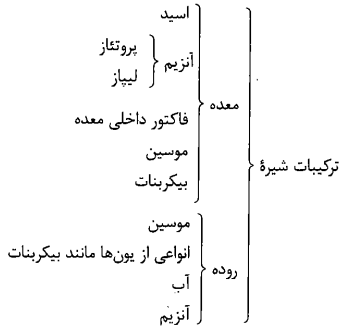 ترکیبات شیرهٔ
معده
اسید
آنزیم
پروتئاز
لیپاز
فاکتور داخلی معده
موسین
بیکربنات
روده
موسین
انواعی از یون‌ها مانند بیکربنات
آب
آنزیم